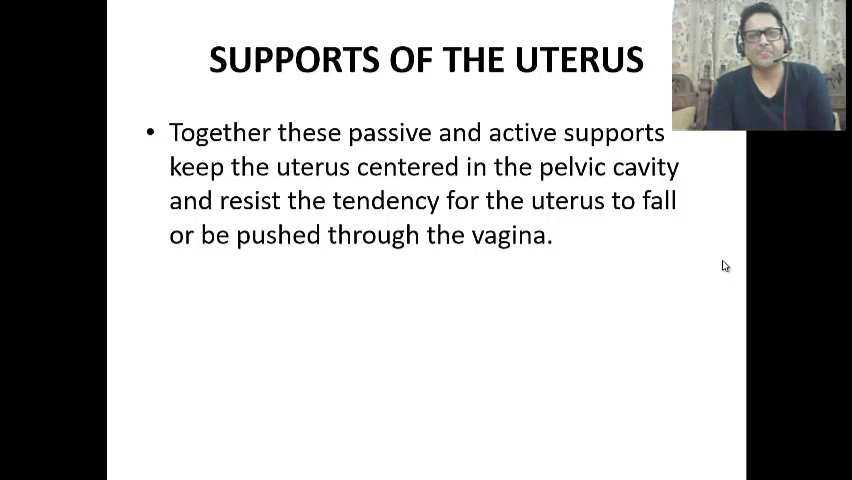 SUPPORTS OF THE UTERUS
• Together these passive and active supports
keep the uterus centered in the pelvic cavity
and resist the tendency for the uterus to fall
or be pushed through the vagina.